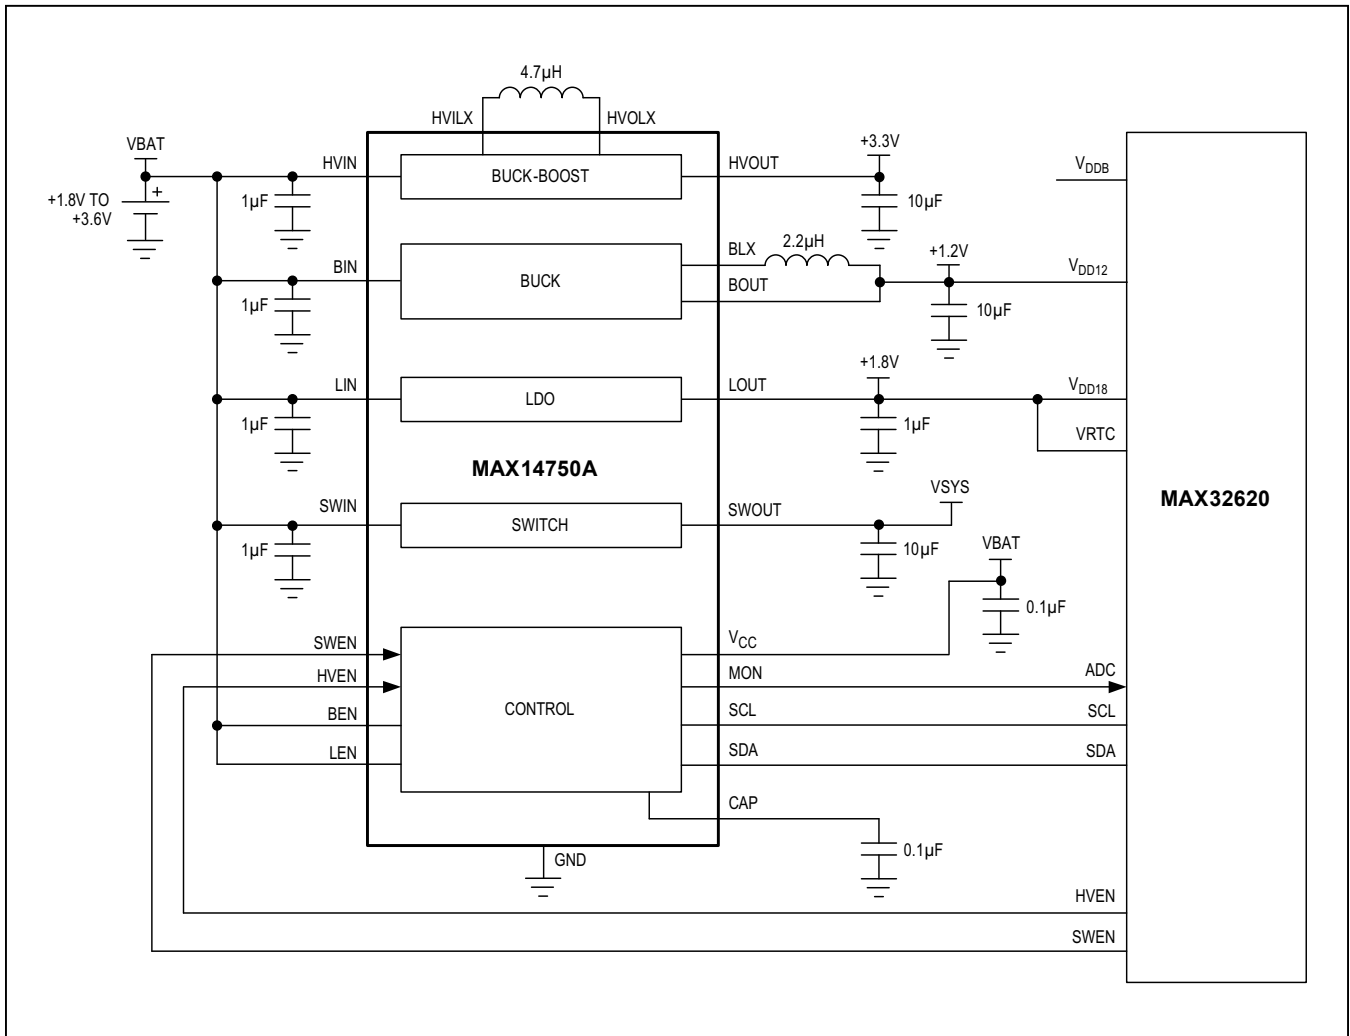 4.7µH
HVILX
HVOLX
VBAT
HVIN
BUCK-BOOST
HVOUT
+3.3V
VDDB
+1.8V TO
+3.6V
+
1µF
10µF
BIN
BUCK
BLX
2.2µH
BOUT
+1.2V
VDD12
1µF
10µF
LIN
LDO
LOUT
+1.8V
VDD18
1µF
1µF
VRTC
MAX14750A
MAX32620
SWIN
SWITCH
SWOUT
VSYS
1µF
10µF
VBAT
0.1µF
SWEN
HVEN
BEN
LEN
CONTROL
VCC
MON
SCL
SDA
CAP
ADC
SCL
SDA
0.1µF
GND
HVEN
SWEN